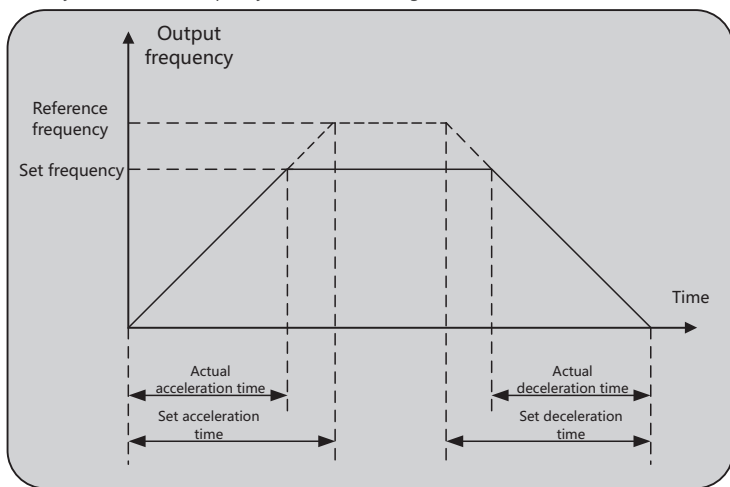 Output
frequency
Reference
frequency
Set frequency
Time
Actual
acceleration time
Actual
deceleration time
Set acceleration
time
Set deceleration
time